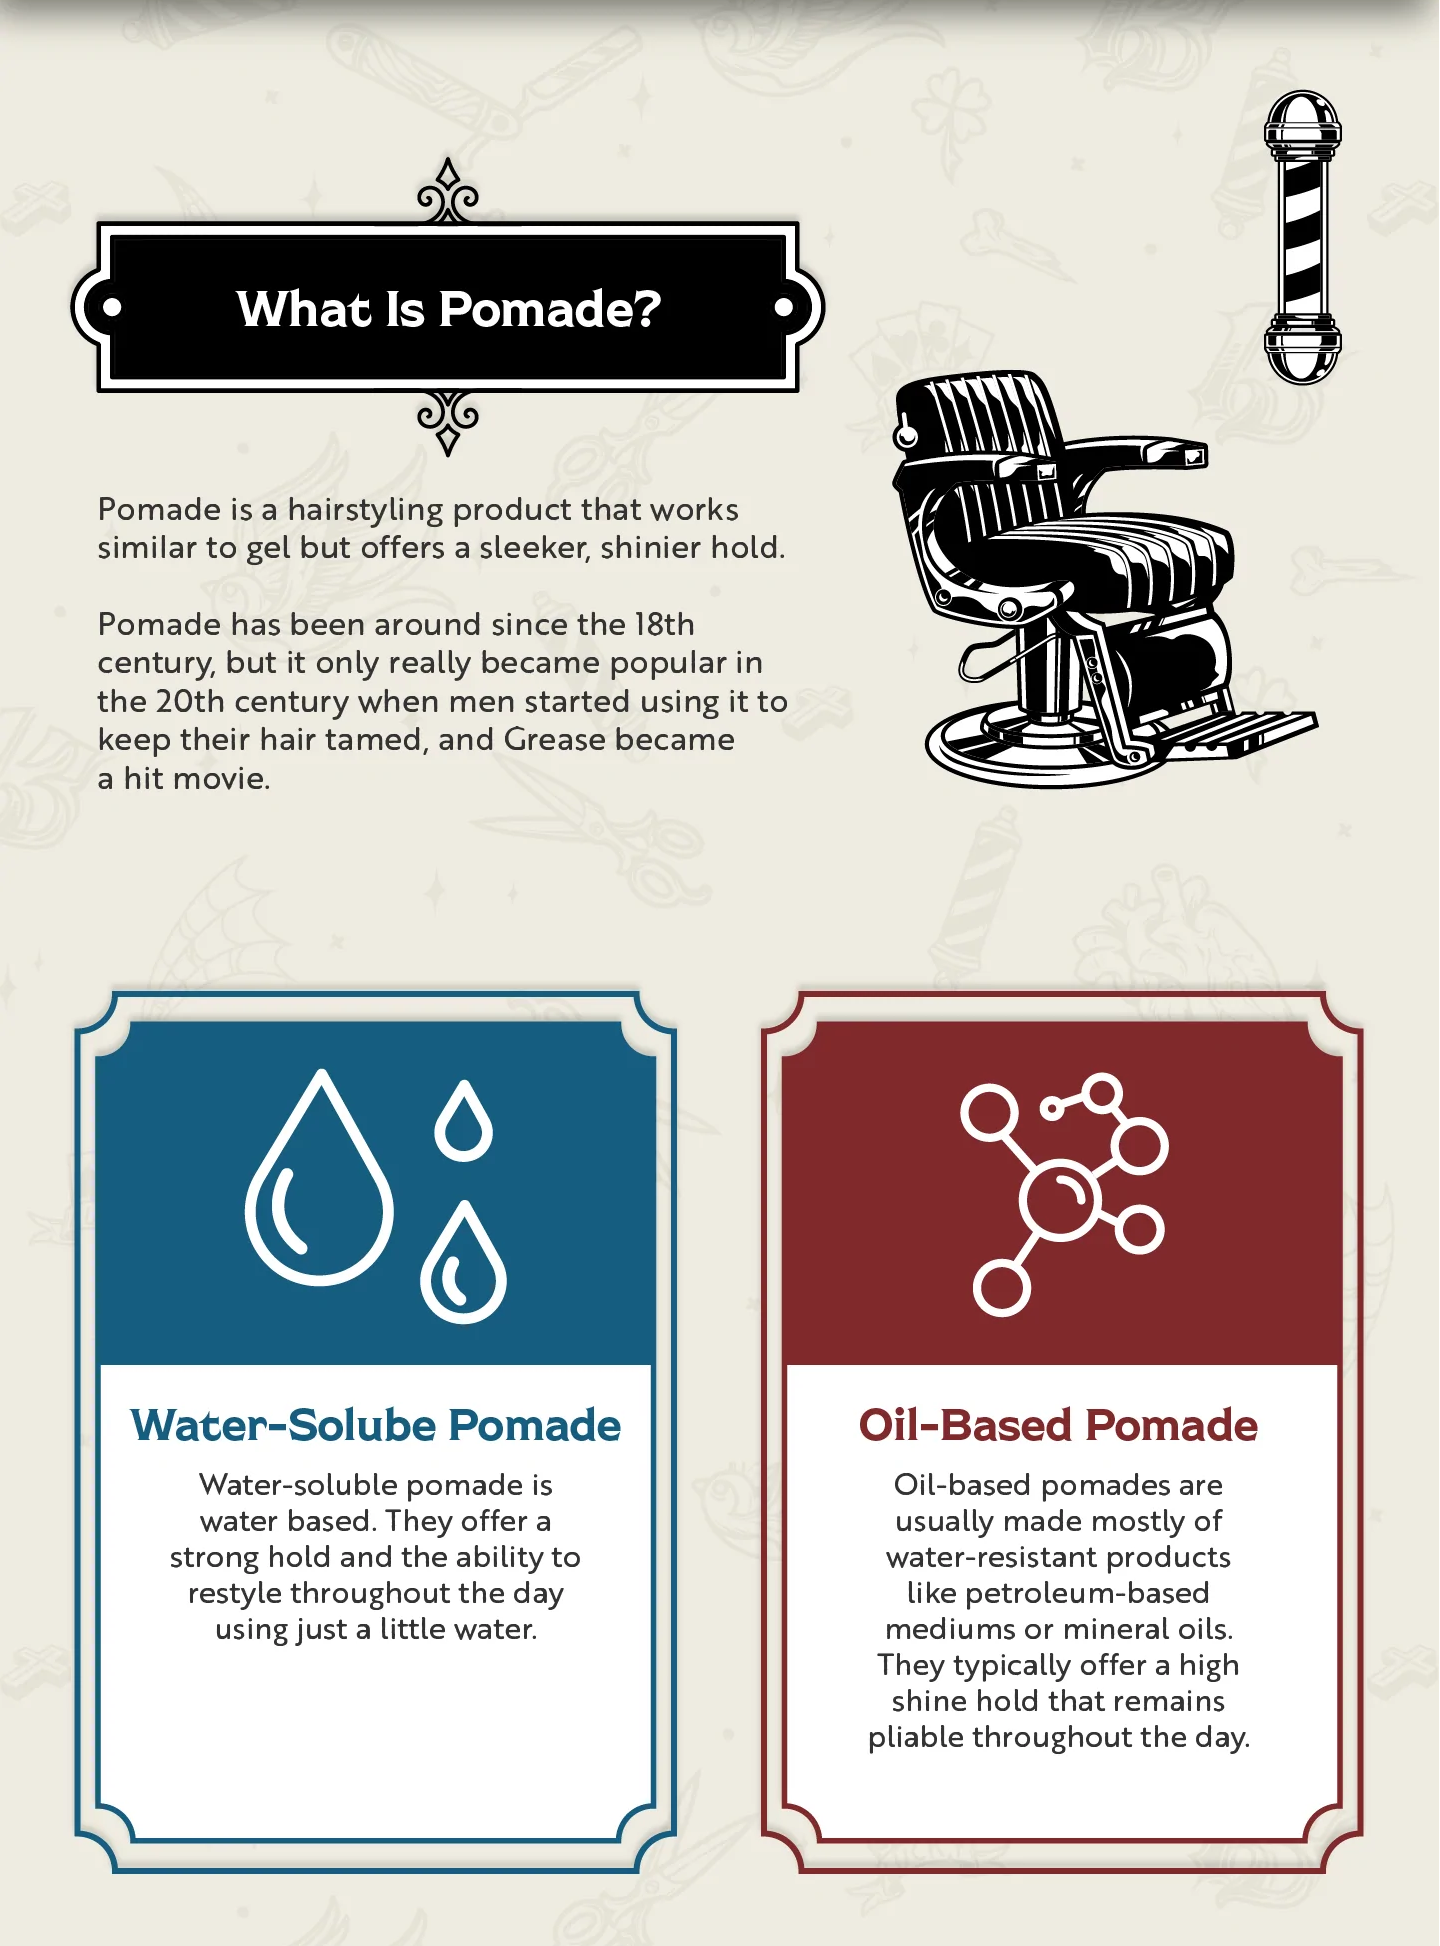 What Is Pomade?
Pomade is a hairstyling product that works
similar to gel but offers a sleeker, shinier hold.
Pomade has been around since the 18th
century, but it only really became popular in
the 20th century when men started using it to
keep their hair tamed, and Grease became
a hit movie.
Water-Solube Pomade
Water-soluble pomade is
water based. They offer a
strong hold and the ability to
restyle throughout the day
using just a little water.
Oil-Based Pomade
Oil-based pomades are
usually made mostly of
water-resistant products
like petroleum-based
mediums or mineral oils.
They typically offer a high
shine hold that remains
pliable throughout the day.